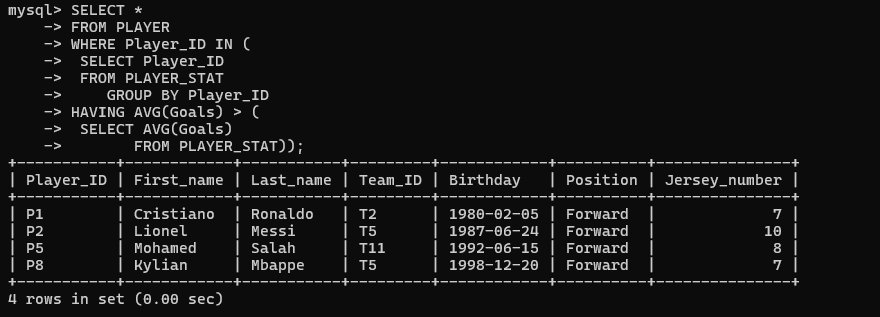 mysql> SELECT *
    -> FROM PLAYER
    -> WHERE Player_ID IN (
    ->  SELECT Player_ID
    ->  FROM PLAYER_STAT
    ->     GROUP BY Player_ID
    -> HAVING AVG(Goals) > (
    ->  SELECT AVG(Goals)
    ->        FROM PLAYER_STAT));
+-----------+------------+-----------+---------+------------+----------+---------------+
| Player_ID | First_name | Last_name | Team_ID | Birthday   | Position | Jersey_number |
+-----------+------------+-----------+---------+------------+----------+---------------+
| P1        | Cristiano  | Ronaldo   | T2      | 1980-02-05 | Forward  |             7 |
| P2        | Lionel     | Messi     | T5      | 1987-06-24 | Forward  |            10 |
| P5        | Mohamed    | Salah     | T11     | 1992-06-15 | Forward  |             8 |
| P8        | Kylian     | Mbappe    | T5      | 1998-12-20 | Forward  |             7 |
+-----------+------------+-----------+---------+------------+----------+---------------+
4 rows in set (0.00 sec)